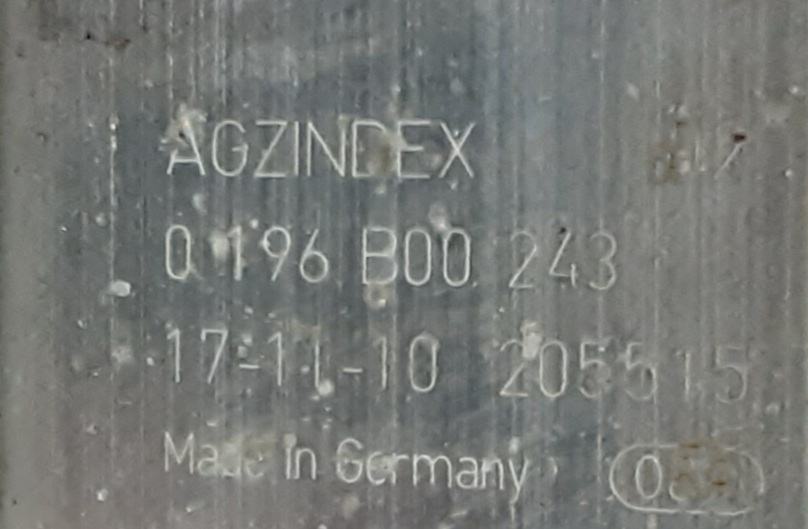 AGZINDEX
0 196 B00 243
17-11-10 205515
Made in Germany